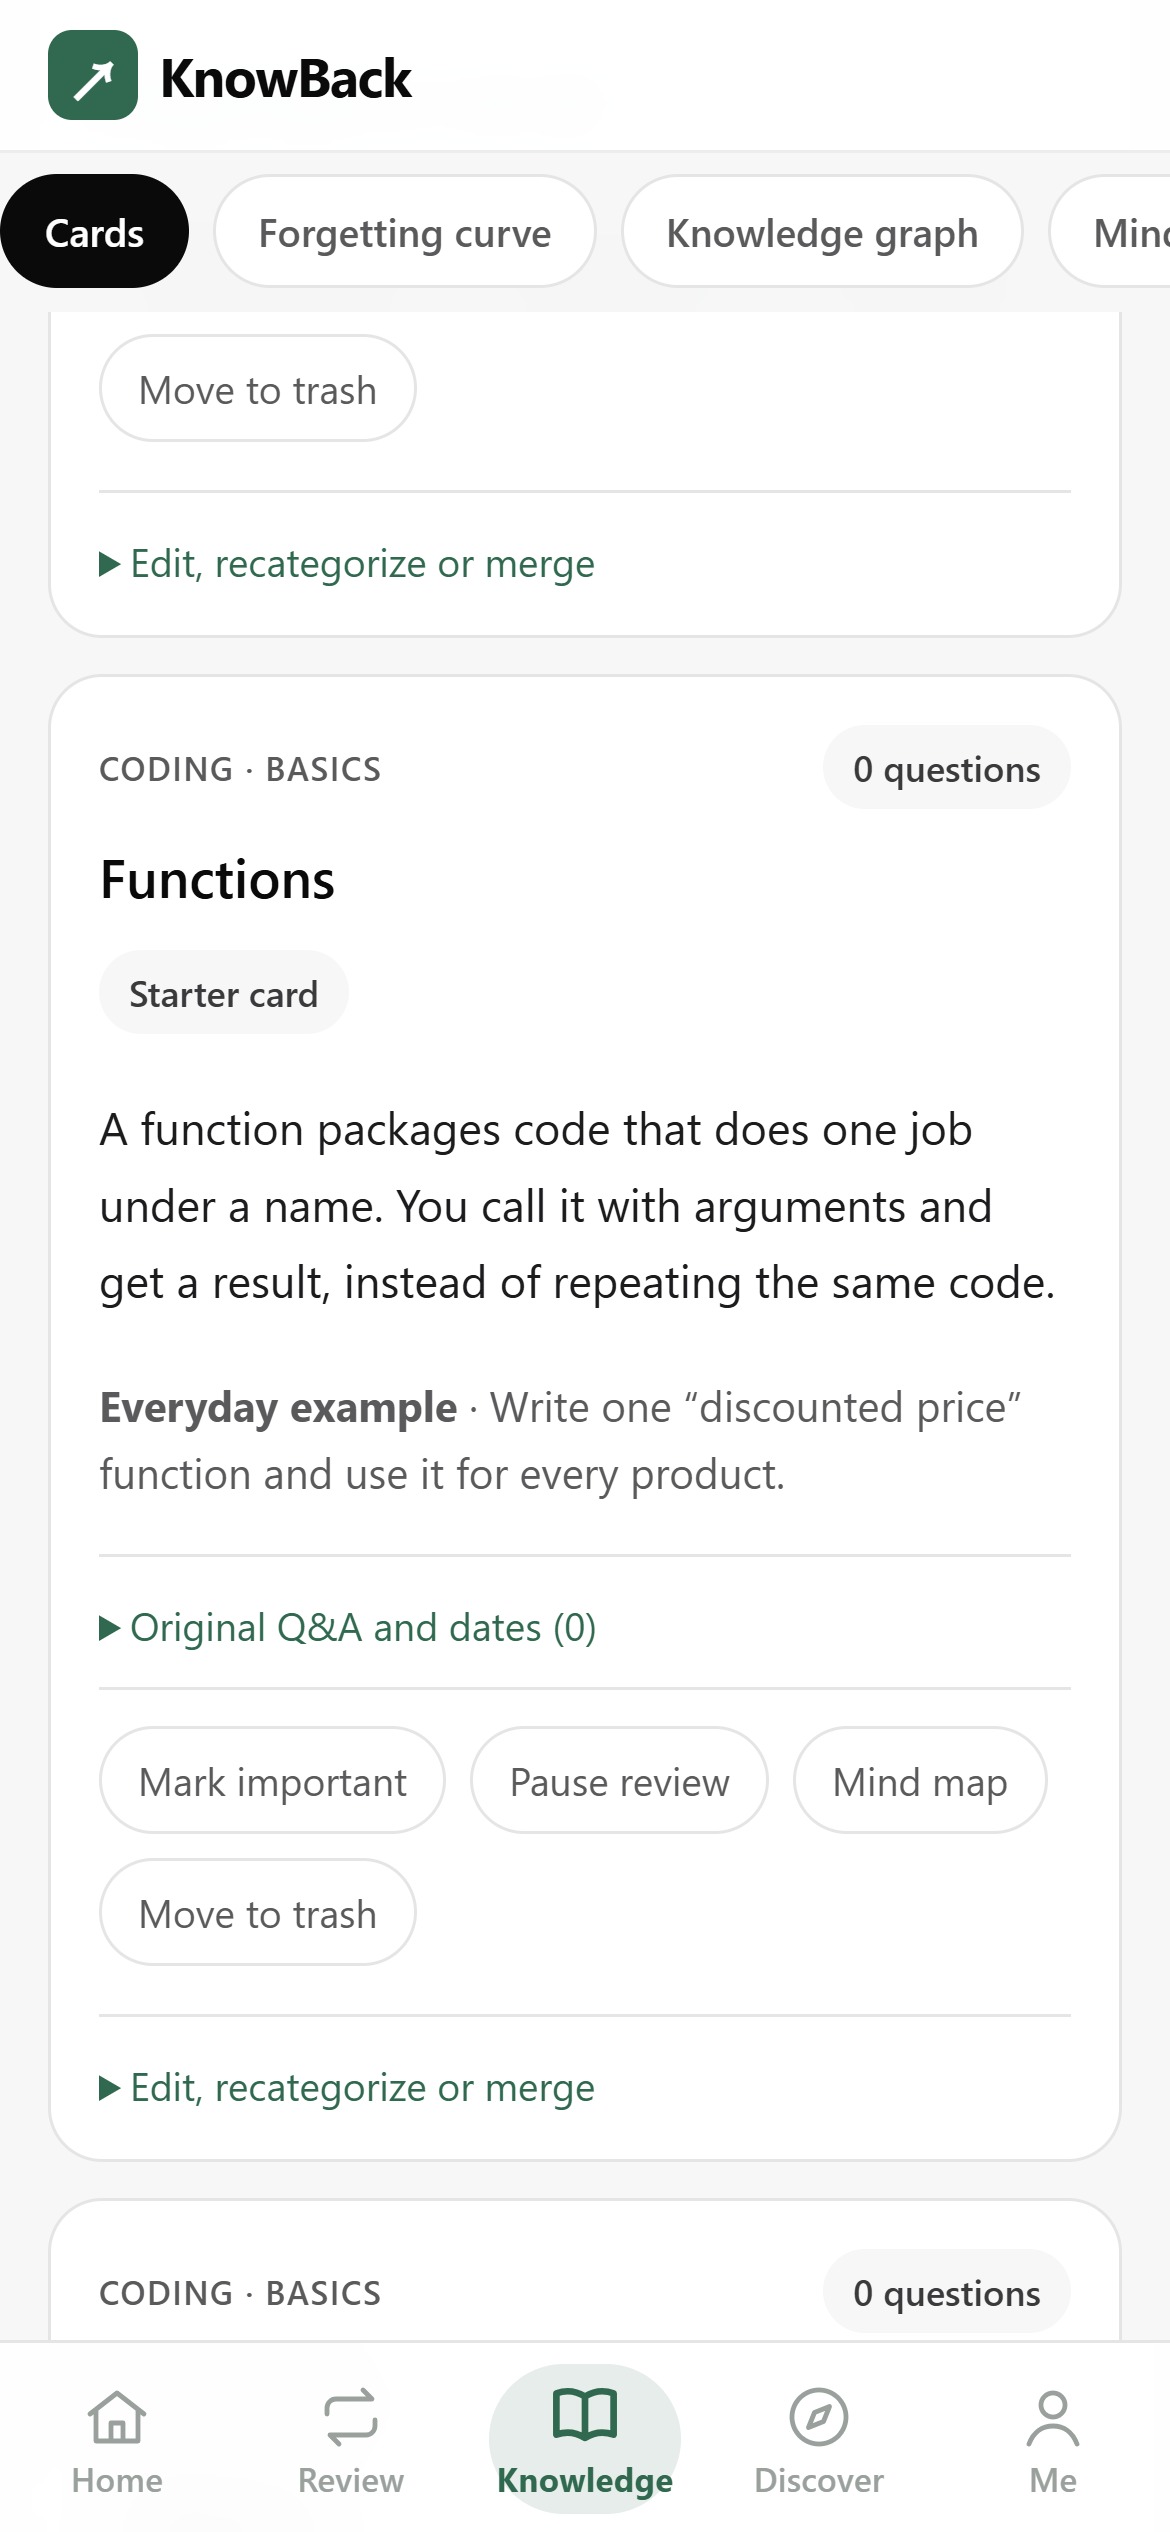 KnowBack
Cards
Forgetting curve
Knowledge graph
Move to trash
Edit, recategorize or merge
CODING · BASICS
0 questions
Functions
Starter card
A function packages code that does one job
under a name. You call it with arguments and
get a result, instead of repeating the same code.
Everyday example · Write one “discounted price”
function and use it for every product.
Original Q&A and dates (0)
Mark important
Pause review
Mind map
Move to trash
Edit, recategorize or merge
CODING · BASICS
0 questions
Home
Review
Knowledge
Discover
Me